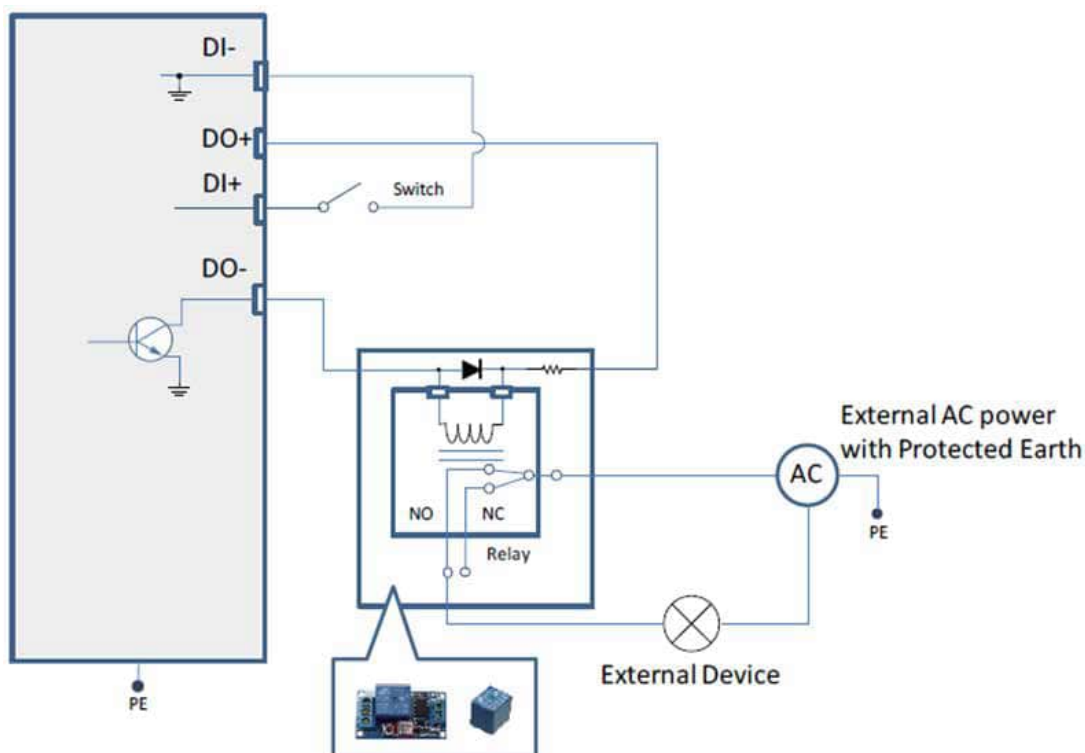 DI-
DO+
DI+
Switch
DO-
External AC power
with Protected Earth
AC
NO
NC
PE
Relay
External Device
PE